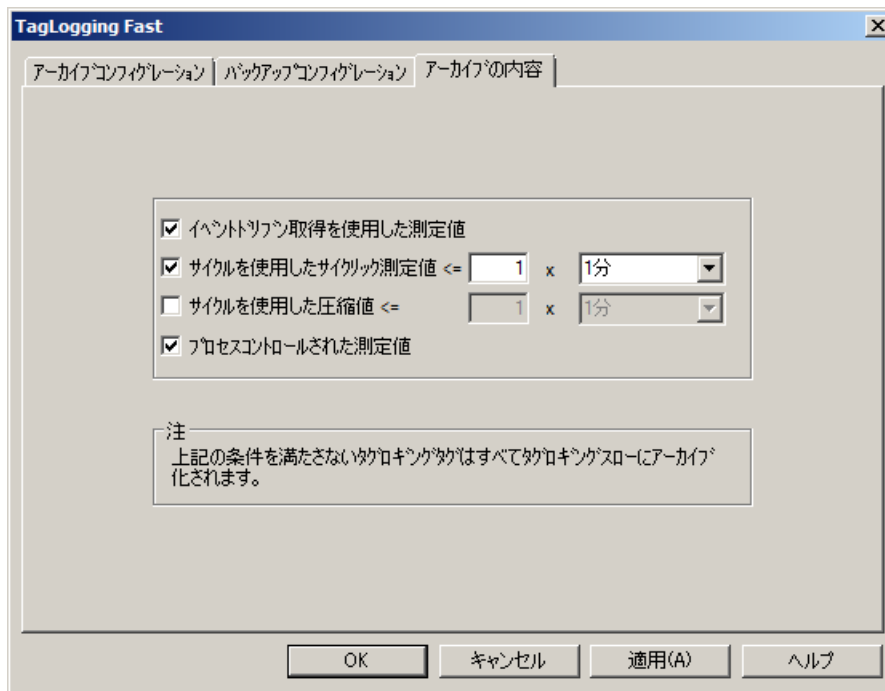 TagLogging Fast
アーカイブコンフィグレーション バックアップコンフィグレーション アーカイブの内容
イベントドリブン取得を使用した測定値
サイクルを使用したサイクリック測定値 <= 1 x 1分
サイクルを使用した圧縮値 <= 1 x 1分
プロセスコントロールされた測定値
注
上記の条件を満たさないタグロギングタグはすべてタグロギングスローにアーカイブ
化されます。
OK キャンセル 適用(A) ヘルプ